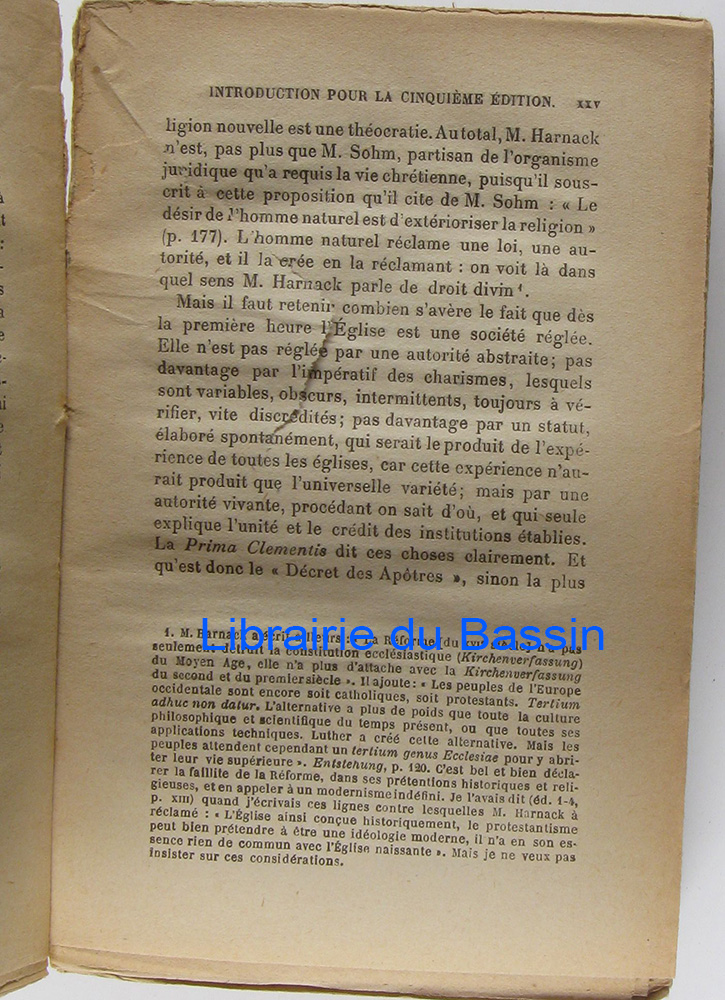 INTRODUCTION POUR LA CINQUIÈME ÉDITION. XXV
ligion nouvelle est une théocratie. Au total, M. Harnack
n'est, pas plus que M. Sohm, partisan de l'organisme
juridique qu'a requis la vie chrétienne, puisqu'il sous-
crit à cette proposition qu'il cite de M. Sohm : « Le
désir de l'homme naturel est d'extérioriser la religion »
(p. 177). L'homme naturel réclame une loi, une au-
torité, et il la crée en la réclamant : on voit là dans
quel sens M. Harnack parle de droit divin¹.
Mais il faut retenir combien s'avère le fait que dès
la première heure l'Église est une société réglée.
Elle n'est pas réglée par une autorité abstraite; pas
davantage par l'impératif des charismes, lesquels
sont variables, obscurs, intermittents, toujours à vé-
rifier, vite discrédités; pas davantage par un statut,
élaboré spontanément, qui serait le produit de l'expé-
rience de toutes les églises, car cette expérience n'au-
rait produit que l'universelle variété; mais par une
autorité vivante, procédant on sait d'où, et qui seule
explique l'unité et le crédit des institutions établies.
La Prima Clementis dit ces choses clairement. Et
qu'est donc le « Décret des Apôtres », sinon la plus
Librairie du Bassin
1. M. Harnack a écrit ailleurs : « La Réforme [du siècle] n'a pas
seulement détruit la constitution ecclésiastique (Kirchenverfassung)
du Moyen Age, elle n'a plus d'attache avec la Kirchenverfassung
du second et du premier siècle ». Il ajoute : « Les peuples de l'Europe
occidentale sont encore soit catholiques, soit protestants. Tertium
adhuc non datur. L'alternative a plus de poids que toute la culture
philosophique et scientifique du temps présent, ou que toutes ses
applications techniques. Luther a créé cette alternative. Mais les
peuples attendent cependant un tertium genus Ecclesiae pour y abri-
ter leur vie supérieure ». Entstehung, p. 120. C'est bel et bien décla-
rer la faillite de la Réforme, dans ses prétentions historiques et reli-
gieuses, et en appeler à un modernisme indéfini. Je l'avais dit (éd. 1-4,
p. XIII) quand j'écrivais ces lignes contre lesquelles M. Harnack a
réclamé : « L'Église ainsi conçue historiquement, le protestantisme
peut bien prétendre à être une idéologie moderne, il n'a en son es-
sence rien de commun avec l'Église naissante ». Mais je ne veux pas
insister sur ces considérations.